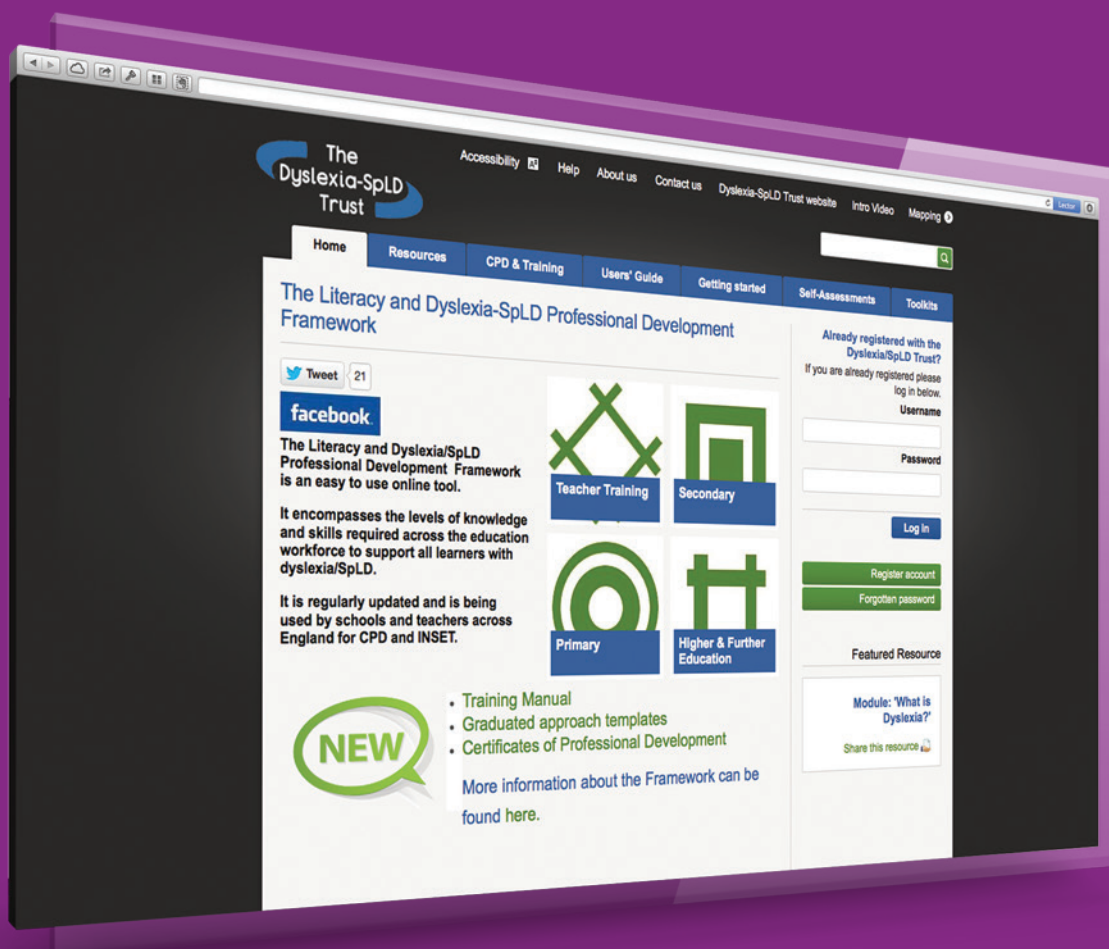 Lector
The
Dyslexia-SpLD
Trust
Accessibility Help About us Contact us Dyslexia-SpLD Trust website Intro Video Mapping
Home Resources CPD & Training Users' Guide Getting started Self-Assessments Toolkits
The Literacy and Dyslexia-SpLD Professional Development
Framework
Tweet 21
facebook
The Literacy and Dyslexia/SpLD
Professional Development Framework
is an easy to use online tool.
It encompasses the levels of knowledge
and skills required across the education
workforce to support all learners with
dyslexia/SpLD.
It is regularly updated and is being
used by schools and teachers across
England for CPD and INSET.
Teacher Training
Secondary
Primary
Higher & Further
Education
NEW
• Training Manual
• Graduated approach templates
• Certificates of Professional Development
More information about the Framework can be
found here.
Already registered with the
Dyslexia/SpLD Trust?
If you are already registered please
log in below.
Username
Password
Log In
Register account
Forgotten password
Featured Resource
Module: 'What is
Dyslexia?'
Share this resource